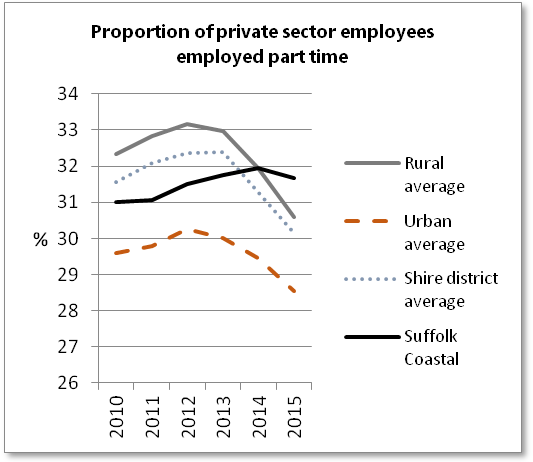 Proportion of private sector employees
employed part time
34
33
32
31
30
29
28
27
26
%
2010
2011
2012
2013
2014
2015
Rural
average
Urban
average
Shire district
average
Suffolk
Coastal